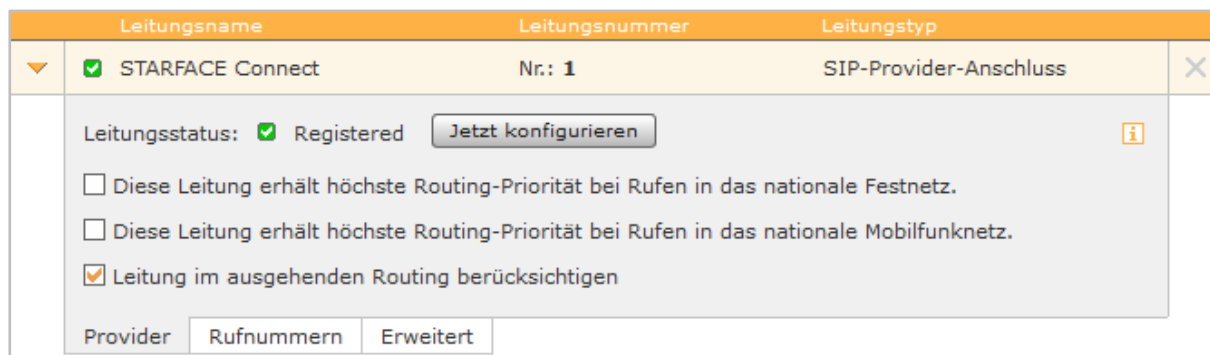 Leitungsname Leitungsnummer Leitungstyp
STARFACE Connect Nr.: 1 SIP-Provider-Anschluss
Leitungsstatus: Registered Jetzt konfigurieren
Diese Leitung erhält höchste Routing-Priorität bei Rufen in das nationale Festnetz.
Diese Leitung erhält höchste Routing-Priorität bei Rufen in das nationale Mobilfunknetz.
Leitung im ausgehenden Routing berücksichtigen
Provider Rufnummern Erweitert